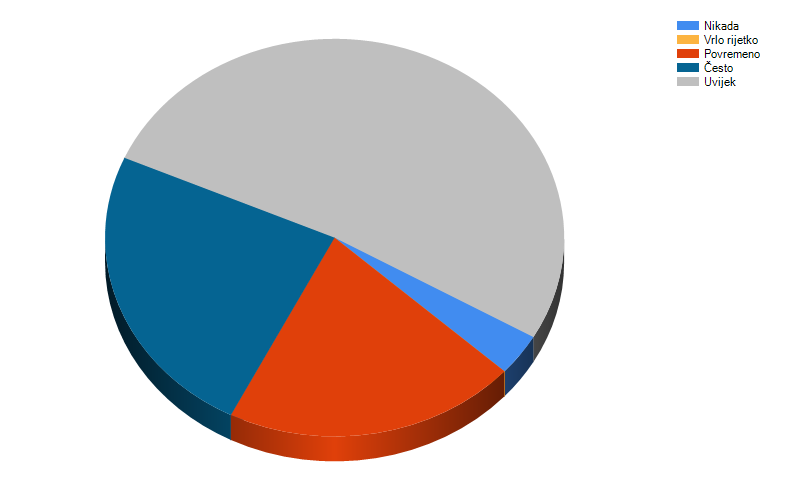 Nikada
Vrlo rijetko
Povremeno
Često
Uvijek